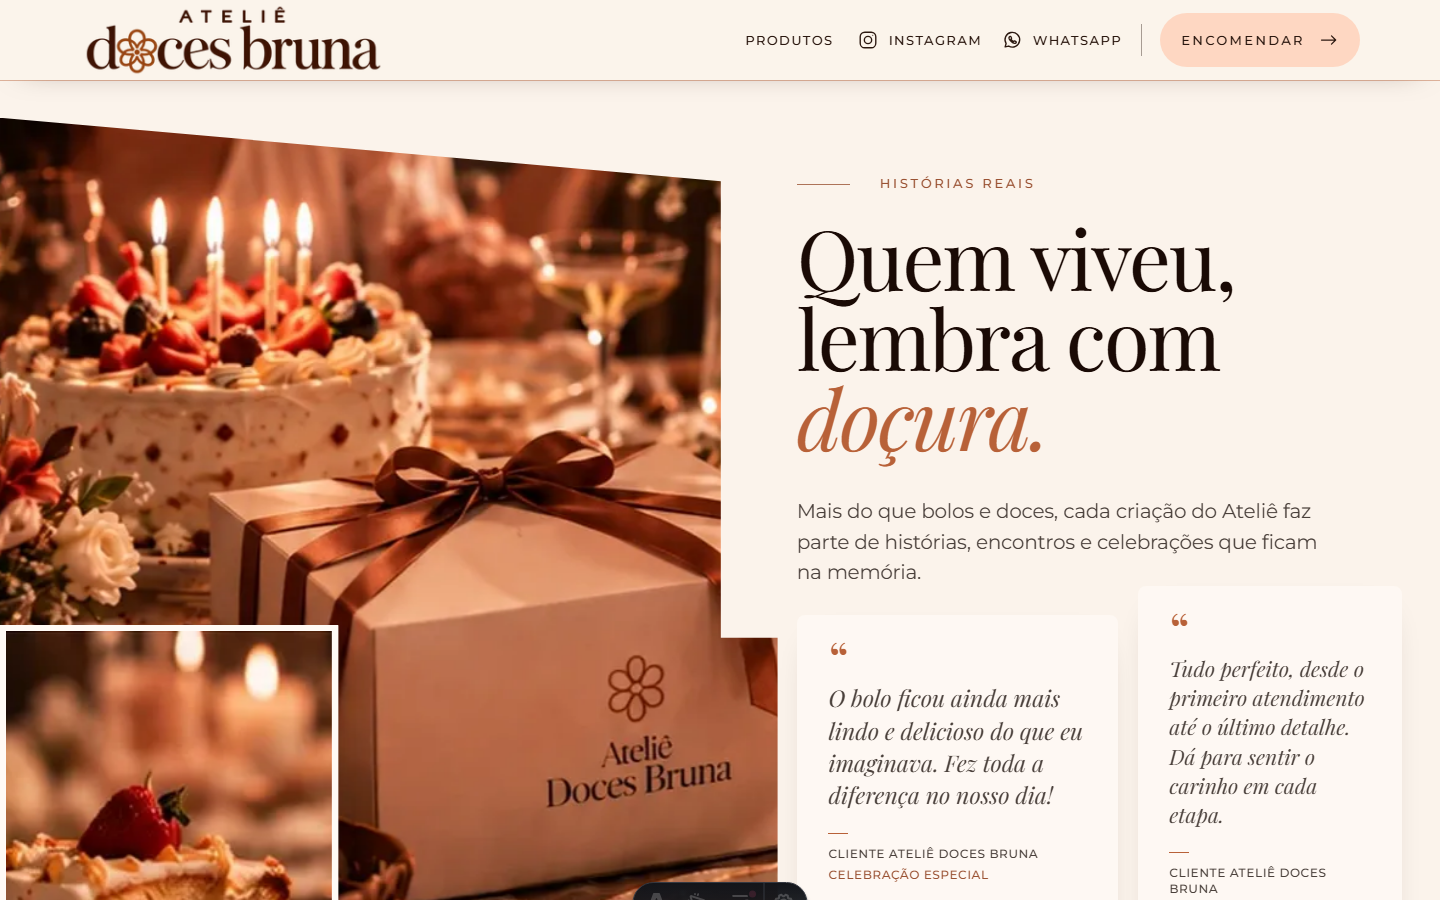 ATELIÊ
doces bruna
PRODUTOS
INSTAGRAM
WHATSAPP
ENCOMENDAR
HISTÓRIAS REAIS
Quem viveu,
lembra com
doçura.
Mais do que bolos e doces, cada criação do Ateliê faz
parte de histórias, encontros e celebrações que ficam
na memória.
Ateliê
Doces Bruna
“
O bolo ficou ainda mais
lindo e delicioso do que eu
imaginava. Fez toda a
diferença no nosso dia!
CLIENTE ATELIÊ DOCES BRUNA
CELEBRAÇÃO ESPECIAL
“
Tudo perfeito, desde o
primeiro atendimento
até o último detalhe.
Dá para sentir o
carinho em cada
etapa.
CLIENTE ATELIÊ DOCES
BRUNA